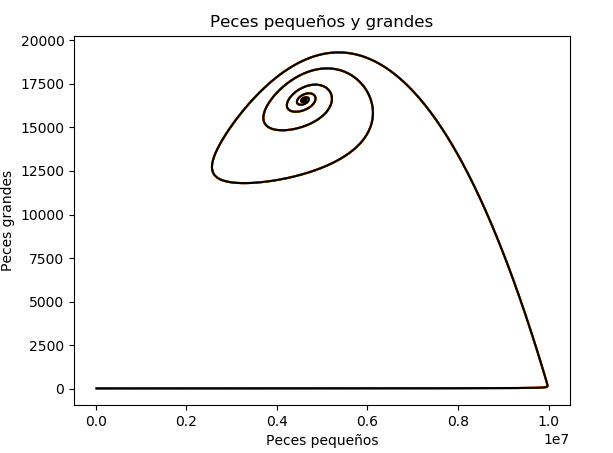 Peces pequeños y grandes
20000
17500
15000
12500
10000
7500
5000
2500
0
Peces grandes
0.0 0.2 0.4 0.6 0.8 1.0
1e7
Peces pequeños